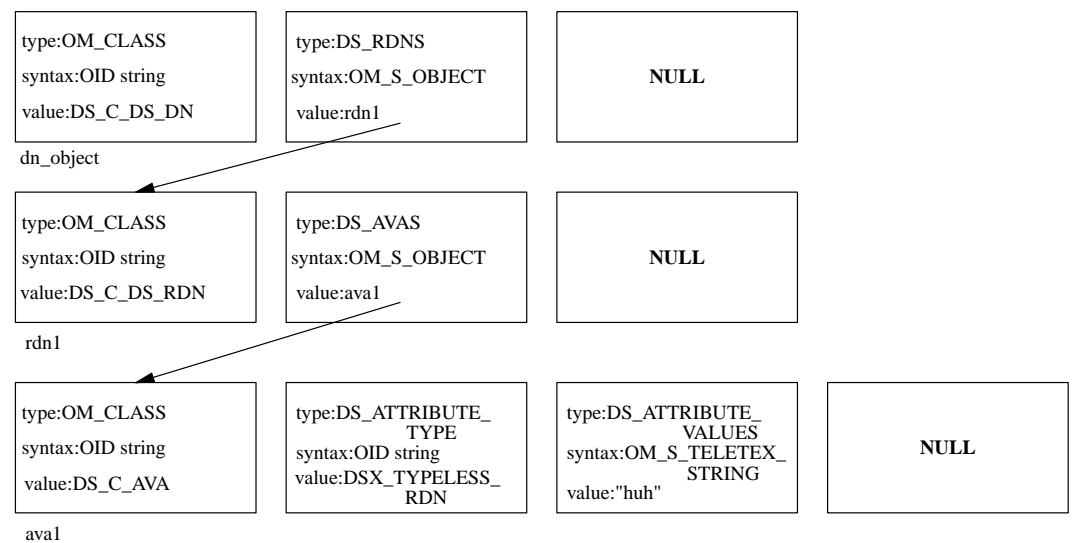 type:OM_CLASS
syntax:OID string
value:DS_C_DS_DN
type:DS_RDNS
syntax:OM_S_OBJECT
value:rdn1
NULL
dn_object
type:OM_CLASS
syntax:OID string
value:DS_C_DS_RDN
type:DS_AVAS
syntax:OM_S_OBJECT
value:ava1
NULL
rdn1
type:OM_CLASS
syntax:OID string
value:DS_C_AVA
type:DS_ATTRIBUTE_
TYPE
syntax:OID string
value:DSX_TYPELESS_
RDN
type:DS_ATTRIBUTE_
VALUES
syntax:OM_S_TELETEX_
STRING
value:"huh"
NULL
ava1